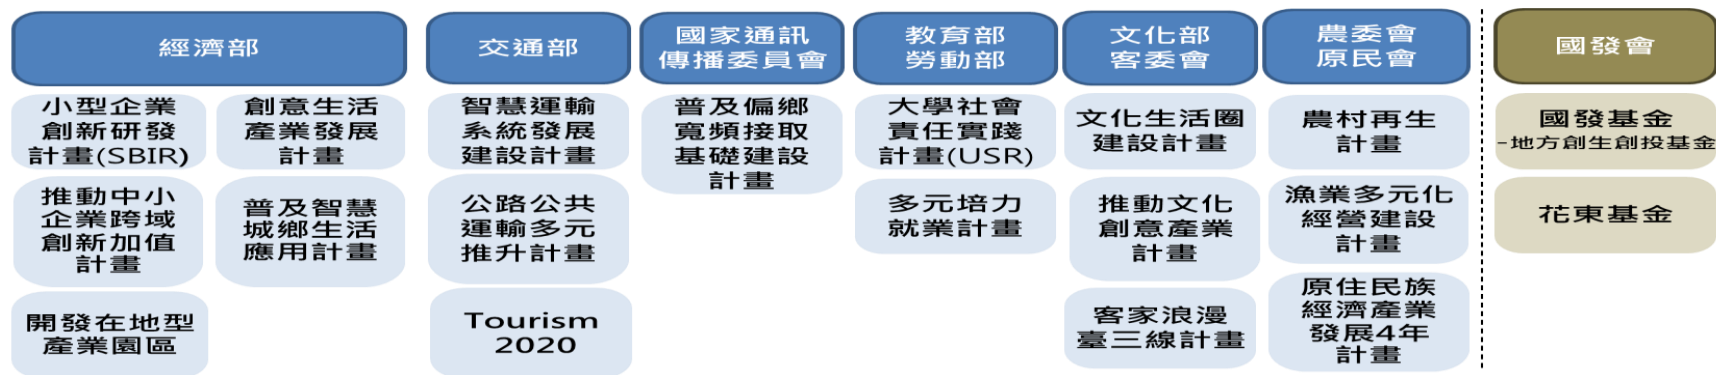 經濟部
小型企業
創新研發
計畫(SBIR)
創意生活
產業發展
計畫
推動中小
企業跨域
創新加值
計畫
普及智慧
城鄉生活
應用計畫
開發在地型
產業園區
交通部
智慧運輸
系統發展
建設計畫
公路公共
運輸多元
推升計畫
Tourism
2020
國家通訊
傳播委員會
普及偏鄉
寬頻接取
基礎建設
計畫
教育部
勞動部
大學社會
責任實踐
計畫(USR)
多元培力
就業計畫
文化部
客委會
文化生活圈
建設計畫
推動文化
創意產業
計畫
客家浪漫
臺三線計畫
農委會
原民會
農村再生
計畫
漁業多元化
經營建設
計畫
原住民族
經濟產業
發展4年
計畫
國發會
國發基金
-地方創生創投基金
花東基金